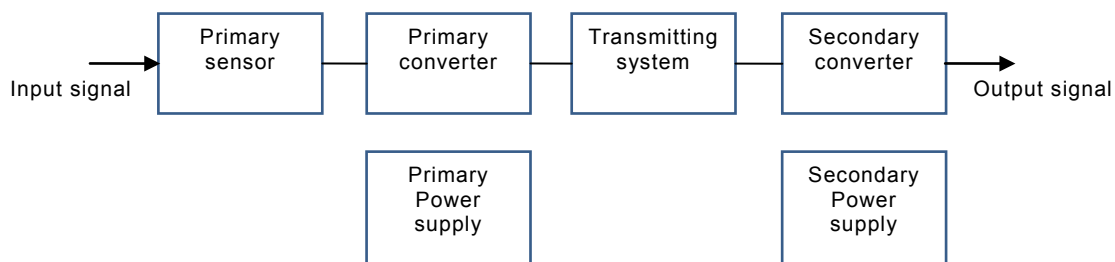 Input signal
Primary
sensor
Primary
converter
Transmitting
system
Secondary
converter
Output signal
Primary
Power
supply
Secondary
Power
supply